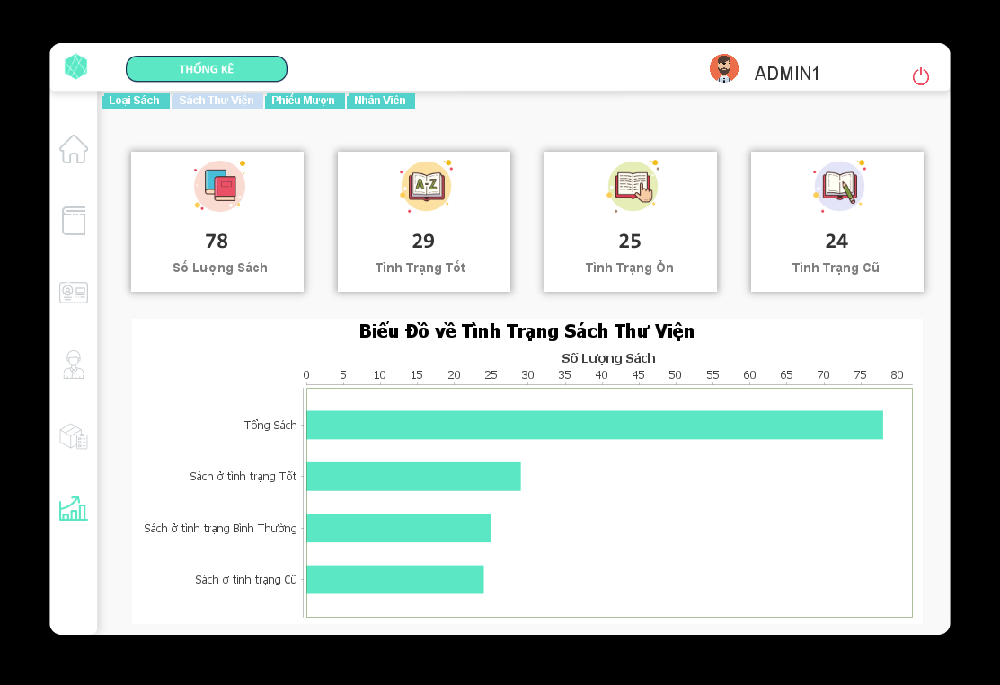 THỐNG KÊ
ADMIN1
Loại Sách Sách Thư Viện Phiếu Mượn Nhân Viên
A-Z
78 29 25 24
Số Lượng Sách Tình Trạng Tốt Tình Trạng Ổn Tình Trạng Cũ
Biểu Đồ về Tình Trạng Sách Thư Viện
Số Lượng Sách
0 5 10 15 20 25 30 35 40 45 50 55 60 65 70 75 80
Tổng Sách
Sách ở tình trạng Tốt
Sách ở tình trạng Bình Thường
Sách ở tình trạng Cũ